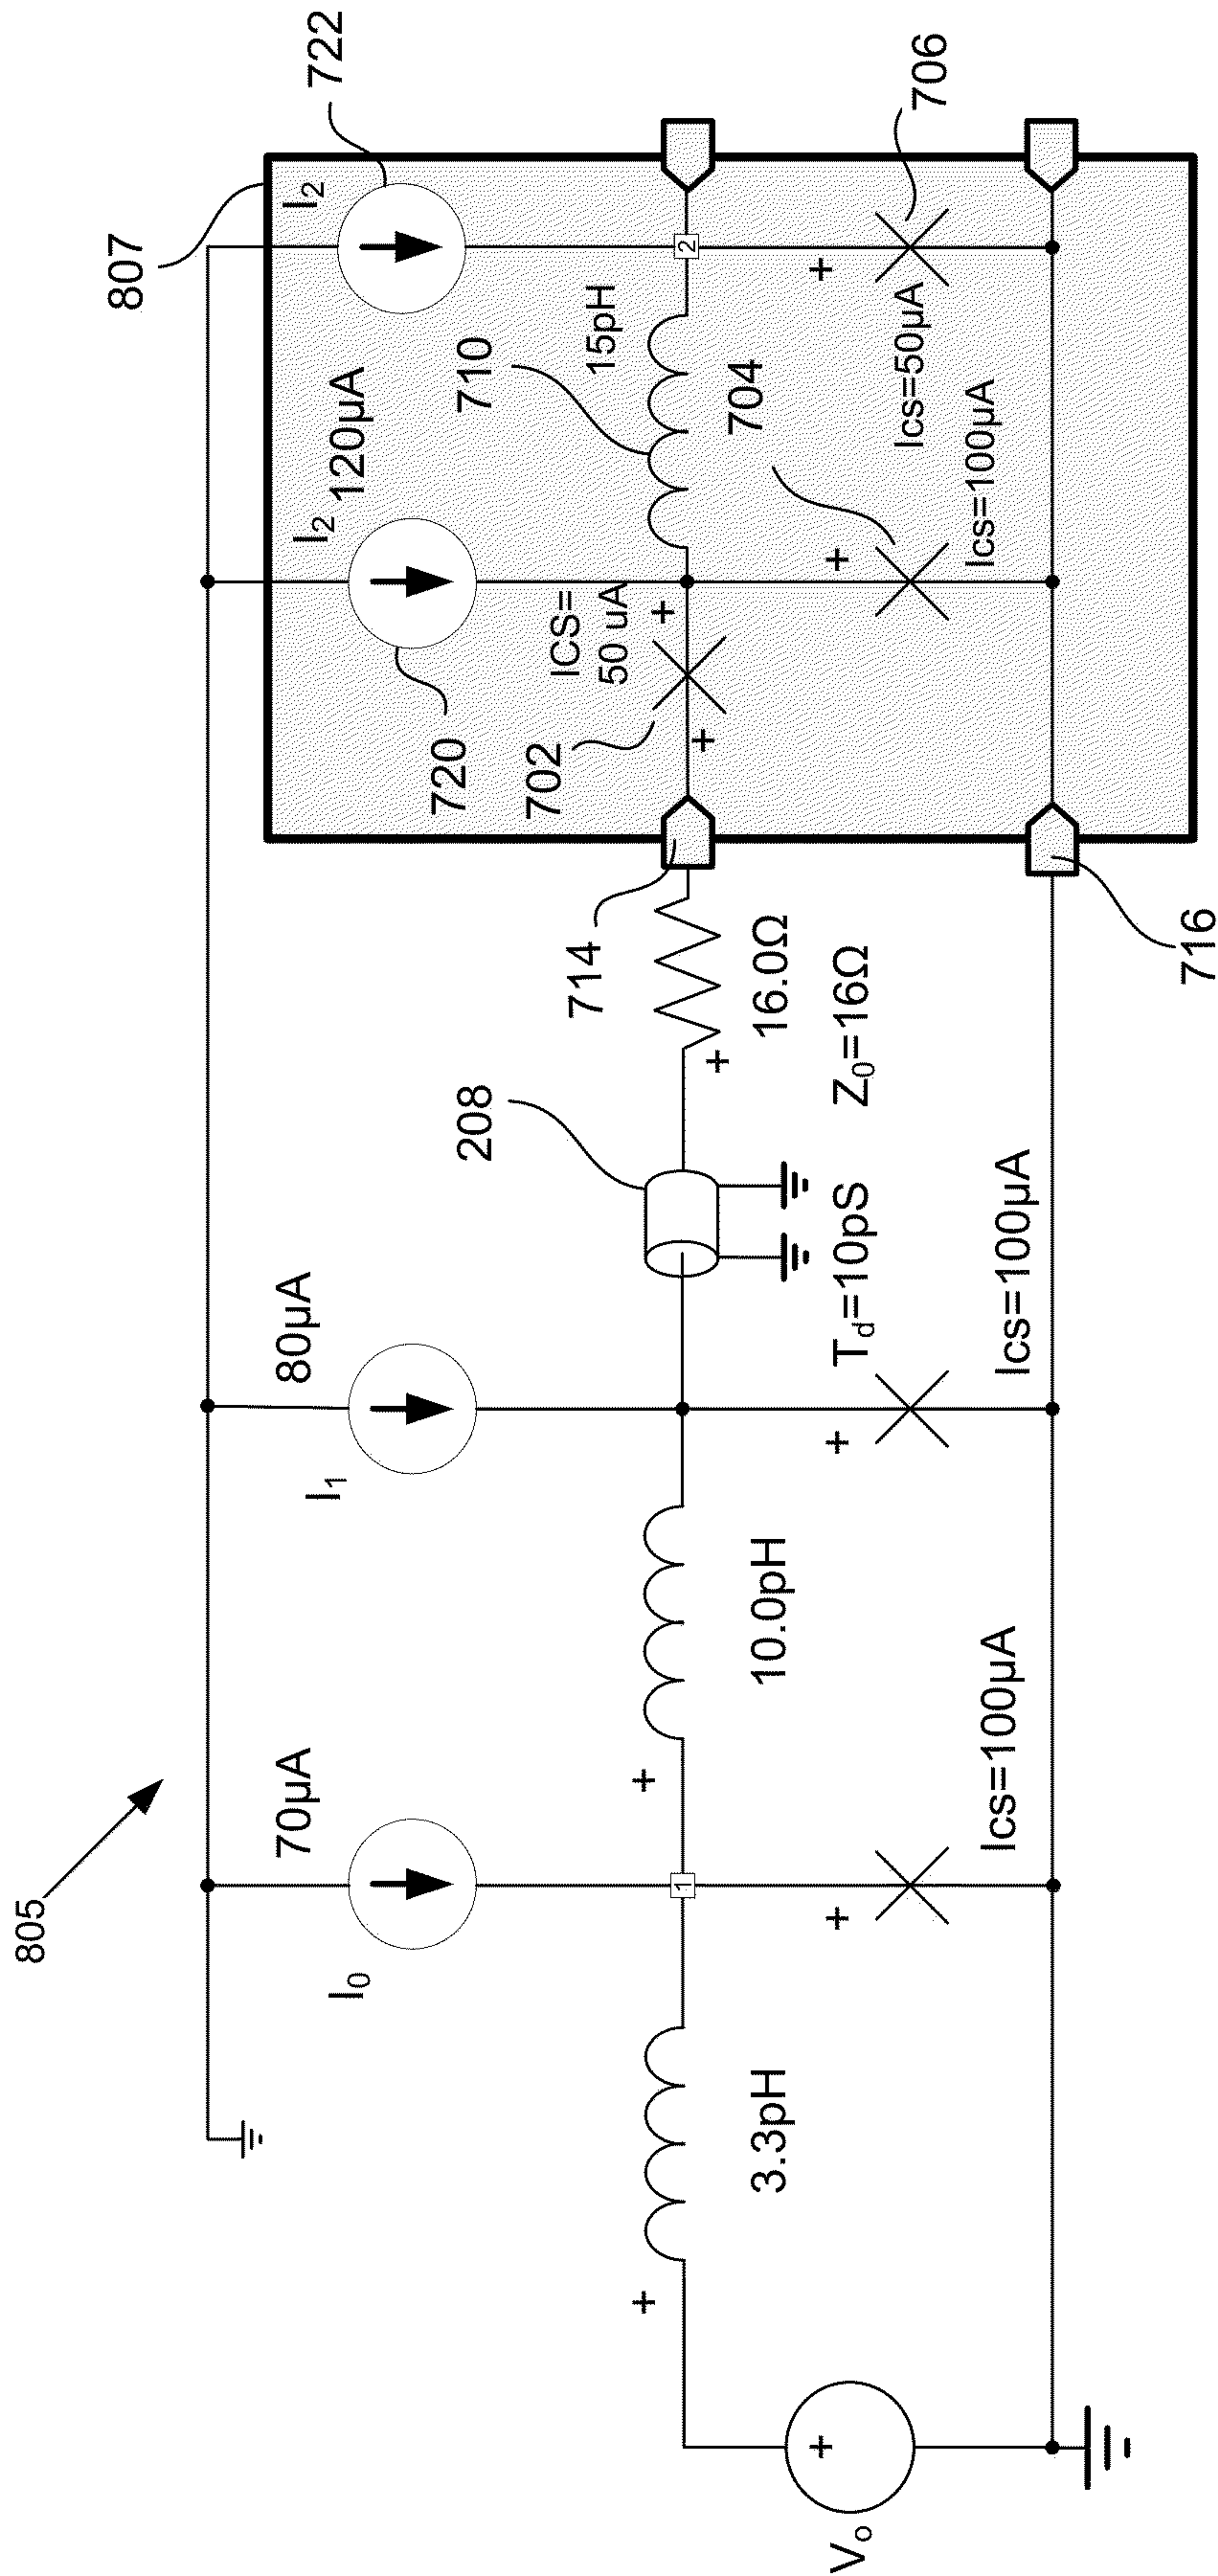 805
807
722
I₂
I₂
120μA
720
710
15pH
702
ICS=
50 uA
+
+
704
+
Ics=100μA
706
+
Ics=50μA
2
714
716
16.0Ω
+
208
Z₀=16Ω
T_d=10pS
80μA
I₁
+
Ics=100μA
10.0pH
+
70μA
I₀
1
+
Ics=100μA
3.3pH
+
+
Vₒ